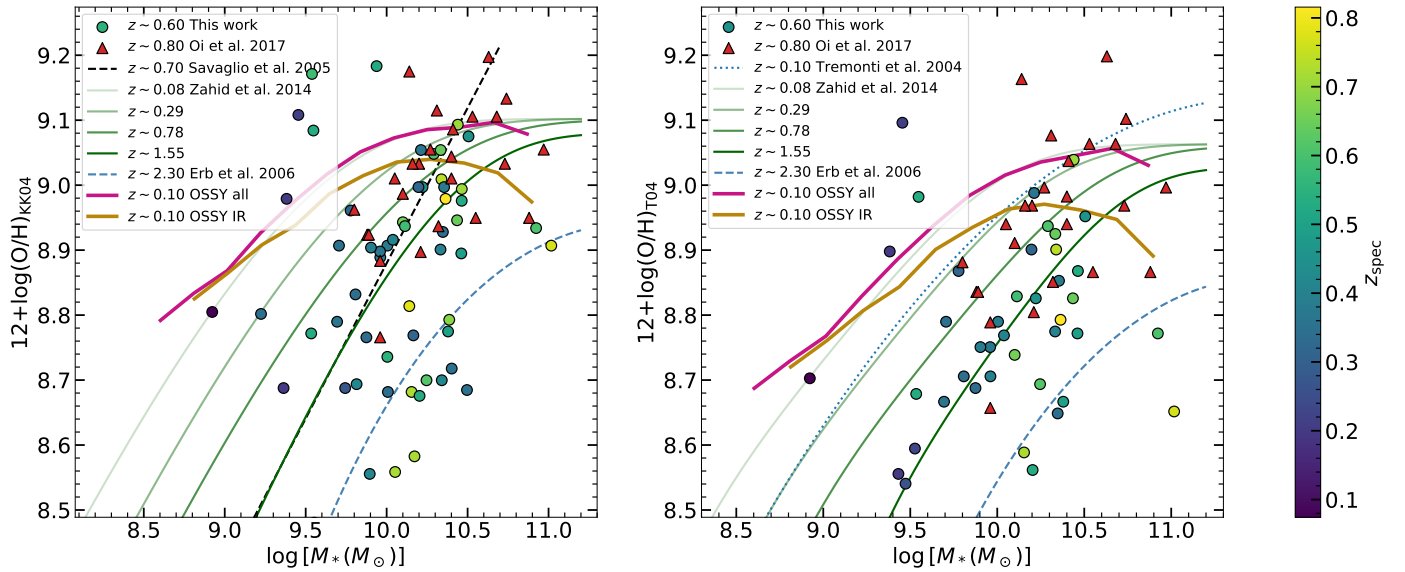 z ~ 0.60 This work
z ~ 0.80 Oi et al. 2017
z ~ 0.70 Savaglio et al. 2005
z ~ 0.08 Zahid et al. 2014
z ~ 0.29
z ~ 0.78
z ~ 1.55
z ~ 2.30 Erb et al. 2006
z ~ 0.10 OSSY all
z ~ 0.10 OSSY IR
9.2
9.1
9.0
8.9
8.8
8.7
8.6
8.5
12+log(O/H)KK04
8.5 9.0 9.5 10.0 10.5 11.0
log [M*(M⊙)]
z ~ 0.60 This work
z ~ 0.80 Oi et al. 2017
z ~ 0.10 Tremonti et al. 2004
z ~ 0.08 Zahid et al. 2014
z ~ 0.29
z ~ 0.78
z ~ 1.55
z ~ 2.30 Erb et al. 2006
z ~ 0.10 OSSY all
z ~ 0.10 OSSY IR
9.2
9.1
9.0
8.9
8.8
8.7
8.6
8.5
12+log(O/H)T04
8.5 9.0 9.5 10.0 10.5 11.0
log [M*(M⊙)]
0.8
0.7
0.6
0.5
0.4
0.3
0.2
0.1
zspec